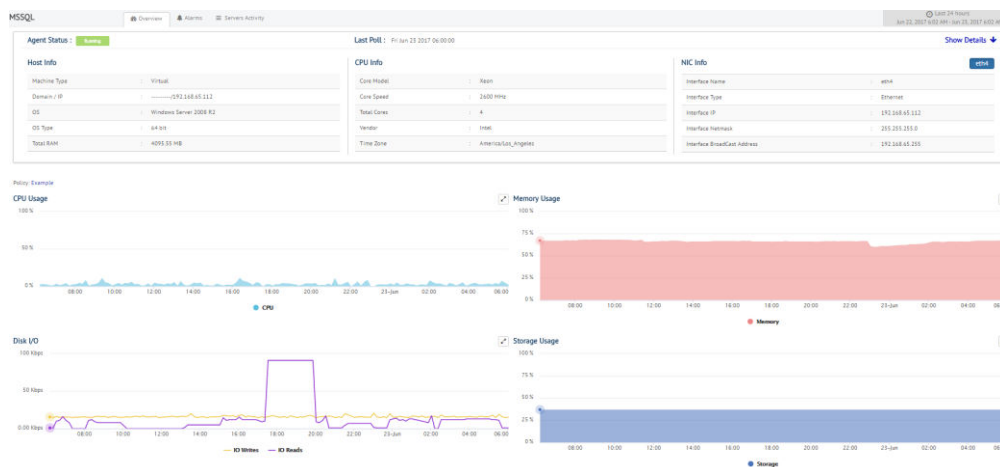 MSSQL
Overview
Alarms
Servers Activity
Last 24 hours
Jun 22, 2017 6:02 AM - Jun 23, 2017 6:02 AM
Agent Status :
Last Poll : Fri Jun 23 2017 06:00:00
Show Details
Host Info
Machine Type : Virtual
Domain / IP : ---------/192.168.65.112
OS : Windows Server 2008 R2
OS Type : 64 bit
Total RAM : 4095.55 MB
CPU Info
Core Model : Xeon
Core Speed : 2600 MHz
Total Cores : 4
Vendor : Intel
Time Zone : America/Los_Angeles
NIC Info
eth4
Interface Name : eth4
Interface Type : Ethernet
Interface IP : 192.168.65.112
Interface Netmask : 255.255.255.0
Interface BroadCast Address : 192.168.65.255
Policy: Example
CPU Usage
100 %
50 %
0 %
08:00 10:00 12:00 14:00 16:00 18:00 20:00 22:00 23-Jun 02:00 04:00 06:00
CPU
Memory Usage
100 %
75 %
50 %
25 %
0 %
08:00 10:00 12:00 14:00 16:00 18:00 20:00 22:00 23-Jun 02:00 04:00
Memory
Disk I/O
100 Kbps
50 Kbps
0.00 Kbps
08:00 10:00 12:00 14:00 16:00 18:00 20:00 22:00 23-Jun 02:00 04:00 06:00
IO Writes IO Reads
Storage Usage
100 %
75 %
50 %
25 %
0 %
08:00 10:00 12:00 14:00 16:00 18:00 20:00 22:00 23-Jun 02:00 04:00
Storage